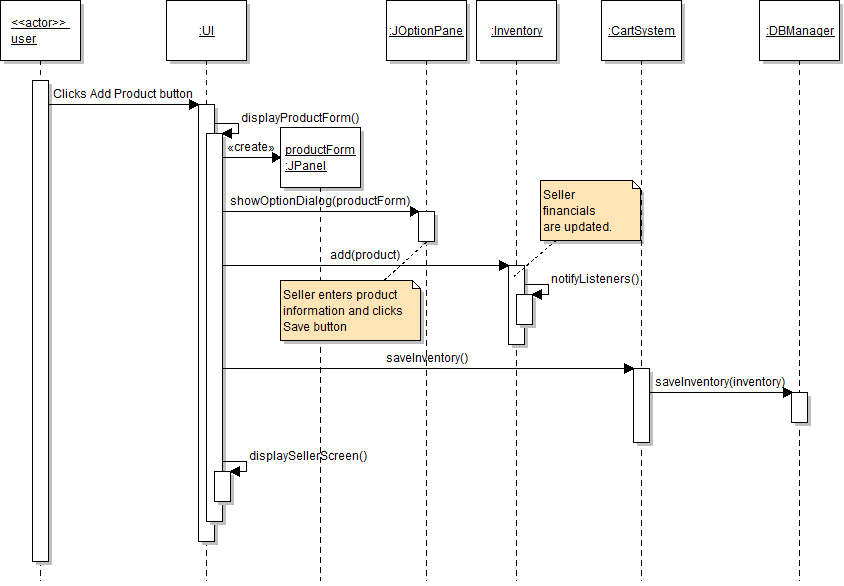 <<actor>>
user
:UI
:JOptionPane
:Inventory
:CartSystem
:DBManager
Clicks Add Product button
displayProductForm()
«create»
productForm
:JPanel
showOptionDialog(productForm)
Seller
financials
are updated.
add(product)
notifyListeners()
Seller enters product
information and clicks
Save button
saveInventory()
saveInventory(inventory)
displaySellerScreen()